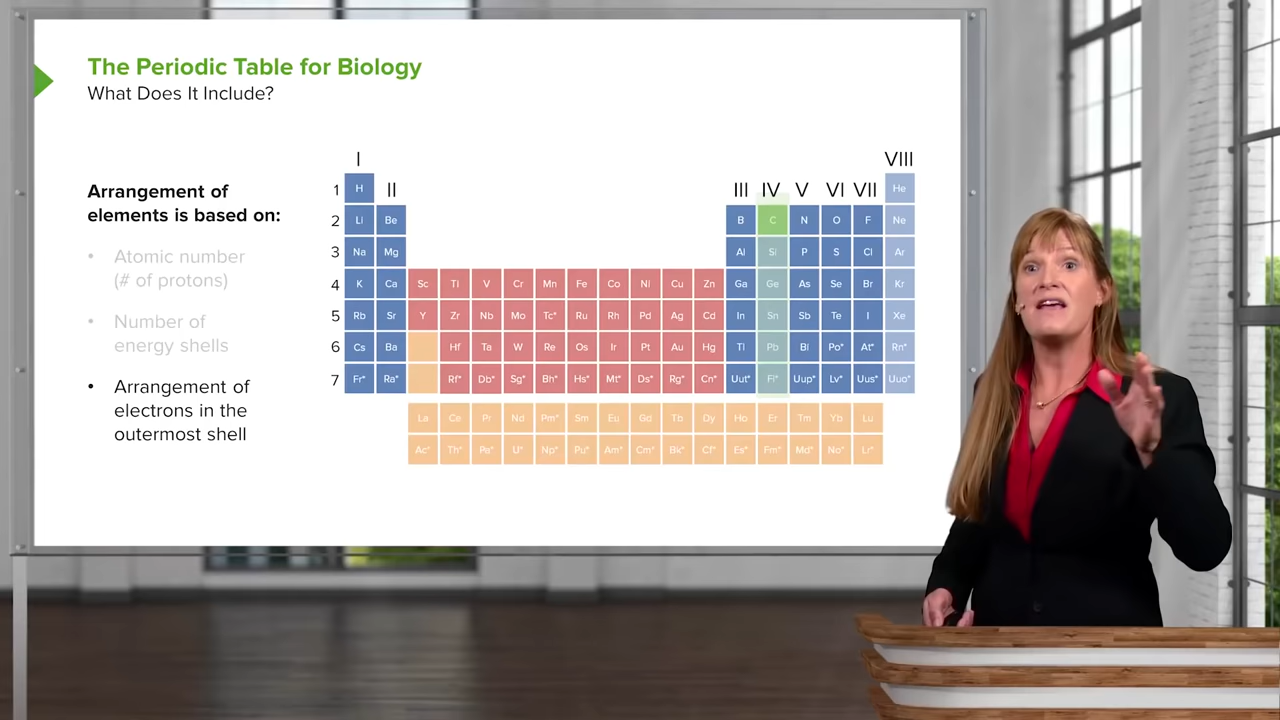 The Periodic Table for Biology
What Does It Include?
Arrangement of
elements is based on:
• Atomic number
(# of protons)
• Number of
energy shells
• Arrangement of
electrons in the
outermost shell
I VIII
II III IV V VI VII
1 H He
2 Li Be B C N O F Ne
3 Na Mg Al Si P S Cl Ar
4 K Ca Sc Ti V Cr Mn Fe Co Ni Cu Zn Ga Ge As Se Br Kr
5 Rb Sr Y Zr Nb Mo Tc* Ru Rh Pd Ag Cd In Sn Sb Te I Xe
6 Cs Ba Hf Ta W Re Os Ir Pt Au Hg Tl Pb Bi Po* At* Rn*
7 Fr* Ra* Rf* Db* Sg* Bh* Hs* Mt* Ds* Rg* Cn* Uut* Fl* Uup* Lv* Uus* Uuo*
La Ce Pr Nd Pm* Sm Eu Gd Tb Dy Ho Er Tm Yb Lu
Ac* Th* Pa* U* Np* Pu* Am* Cm* Bk* Cf* Es* Fm* Md* No* Lr*